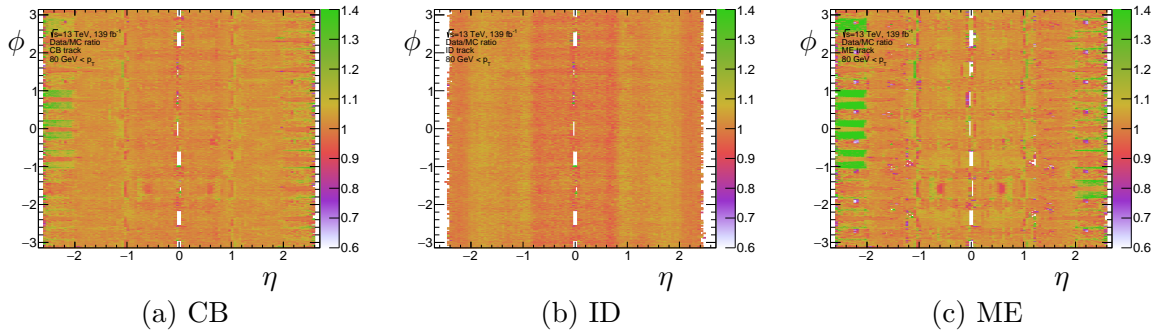 √s=13 TeV, 139 fb⁻¹
Data/MC ratio
CB track
80 GeV < p_T
ϕ
3
2
1
0
−1
−2
−3
−2 −1 0 1 2
η
1.4
1.3
1.2
1.1
1
0.9
0.8
0.7
0.6
(a) CB
√s=13 TeV, 139 fb⁻¹
Data/MC ratio
ID track
80 GeV < p_T
ϕ
3
2
1
0
−1
−2
−3
−2 −1 0 1 2
η
1.4
1.3
1.2
1.1
1
0.9
0.8
0.7
0.6
(b) ID
√s=13 TeV, 139 fb⁻¹
Data/MC ratio
ME track
80 GeV < p_T
ϕ
3
2
1
0
−1
−2
−3
−2 −1 0 1 2
η
1.4
1.3
1.2
1.1
1
0.9
0.8
0.7
0.6
(c) ME